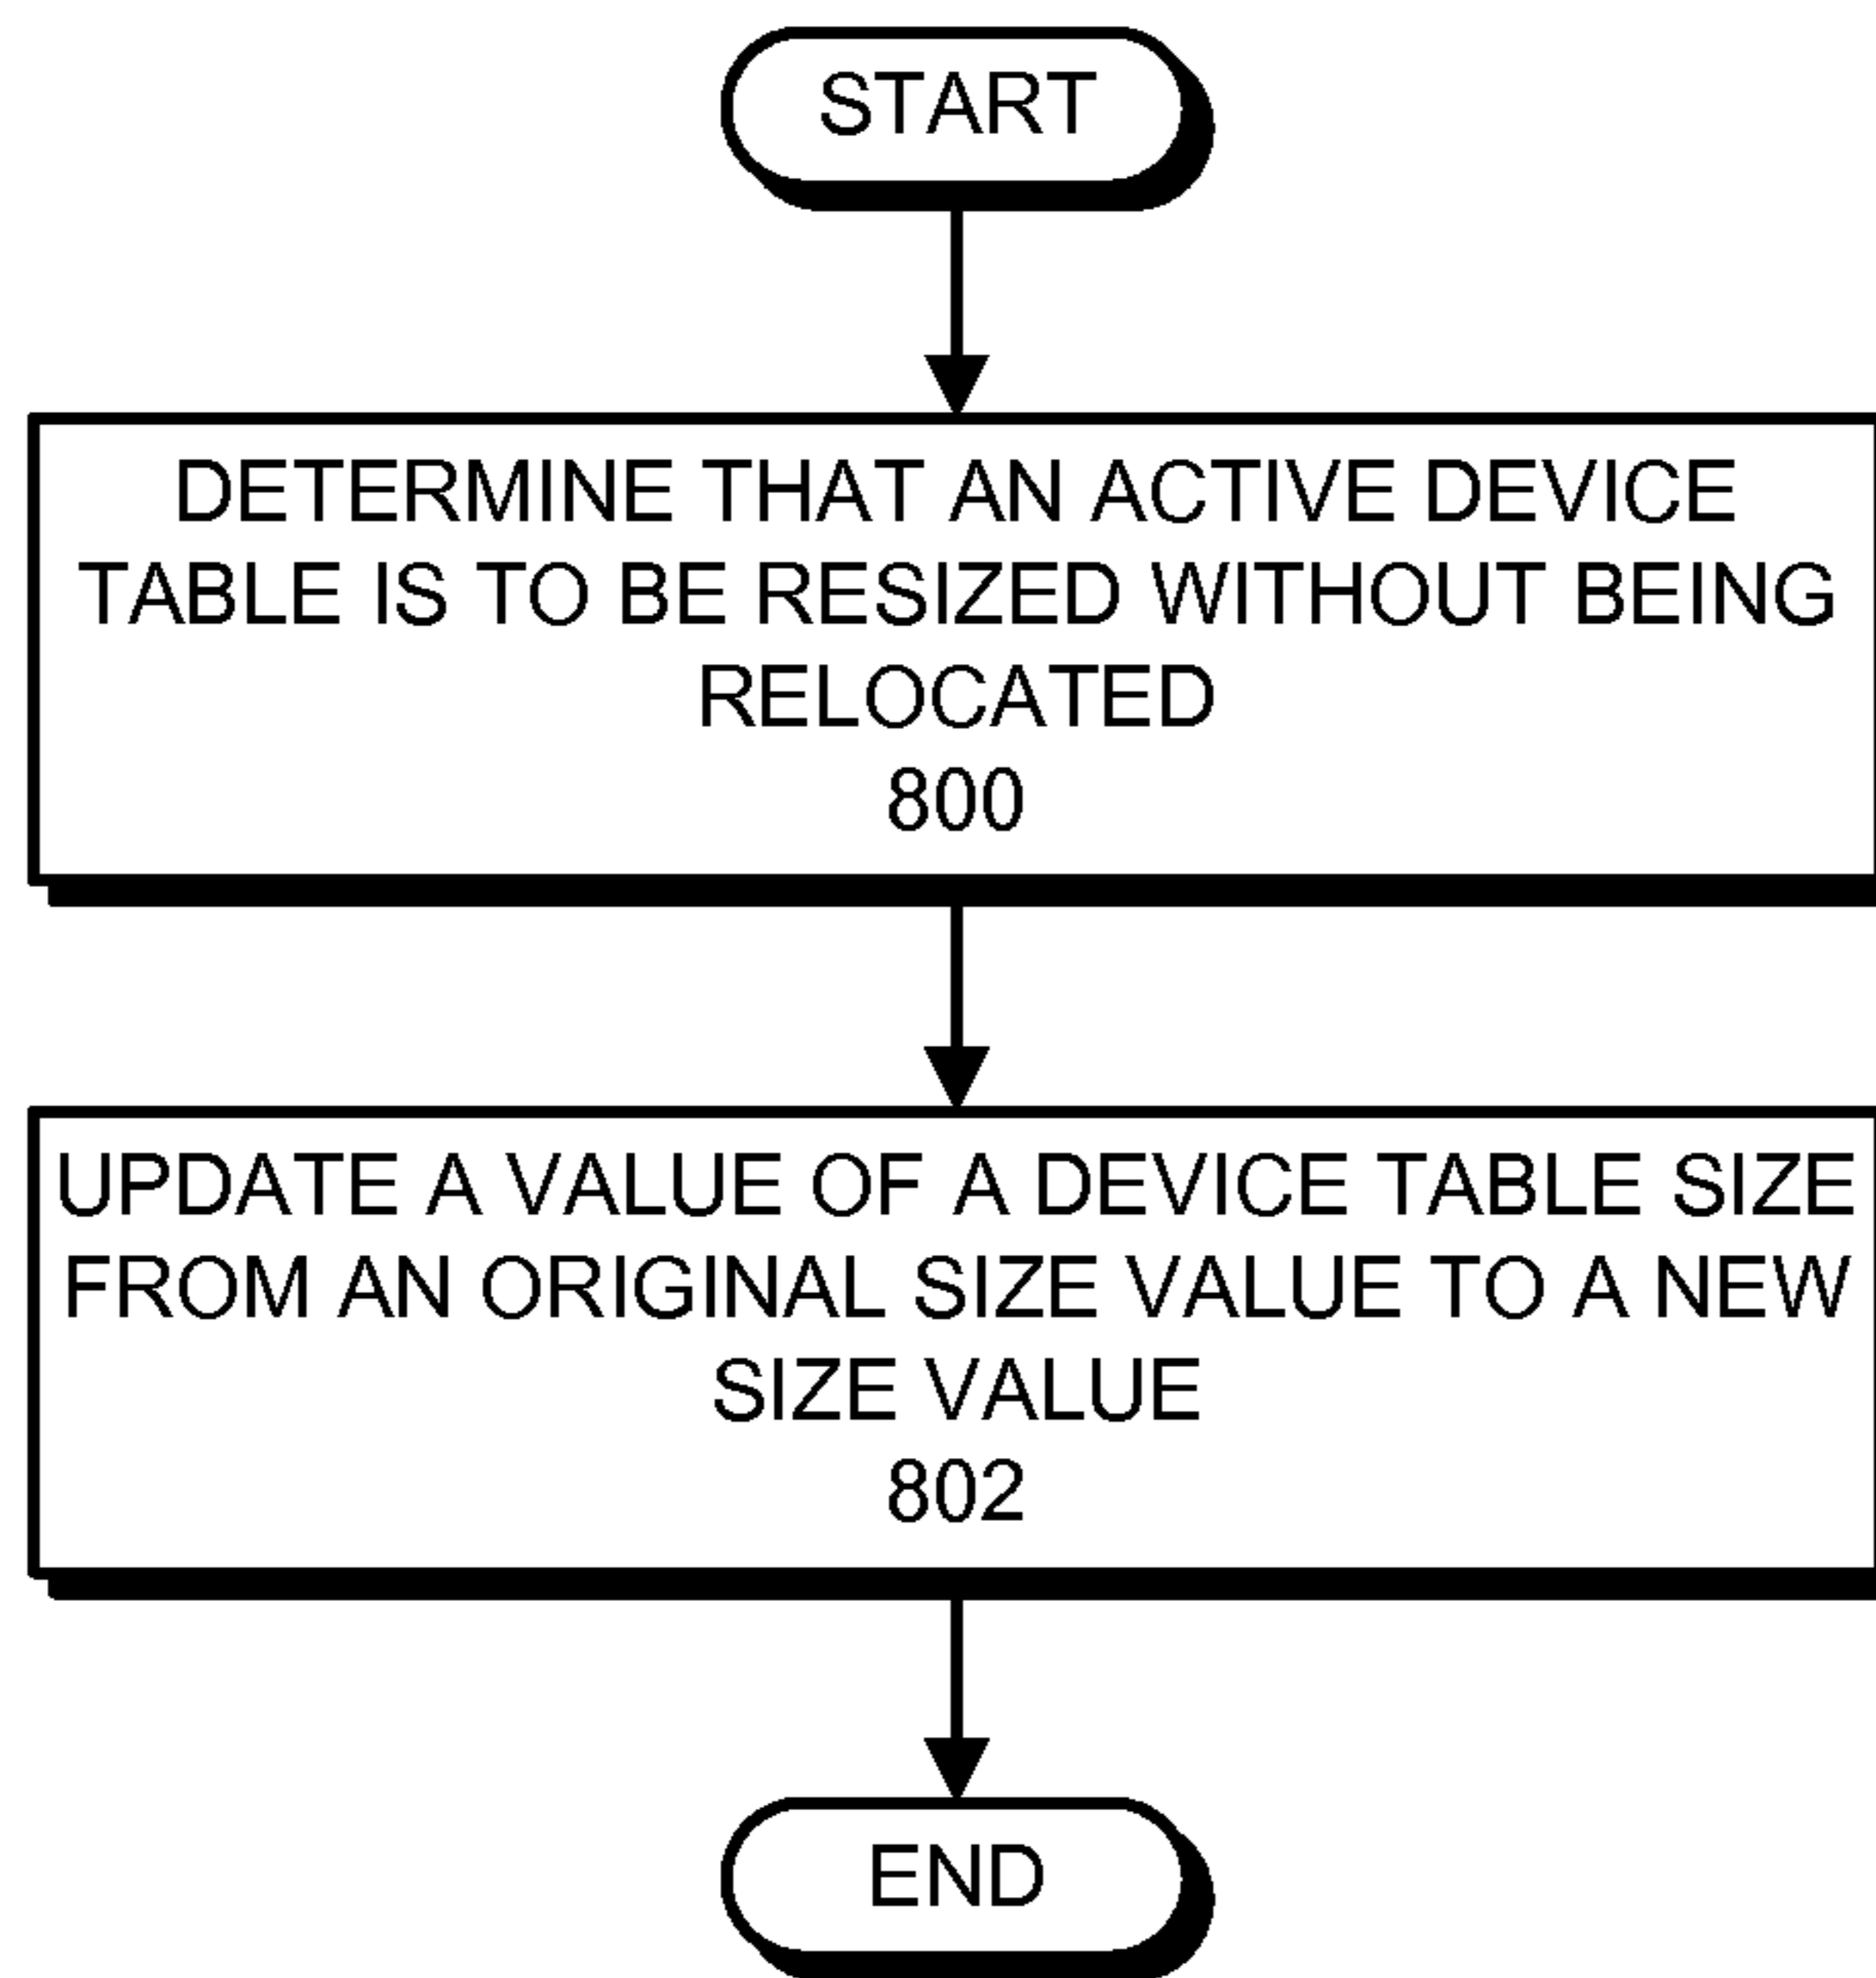 START
DETERMINE THAT AN ACTIVE DEVICE
TABLE IS TO BE RESIZED WITHOUT BEING
RELOCATED
800
UPDATE A VALUE OF A DEVICE TABLE SIZE
FROM AN ORIGINAL SIZE VALUE TO A NEW
SIZE VALUE
802
END